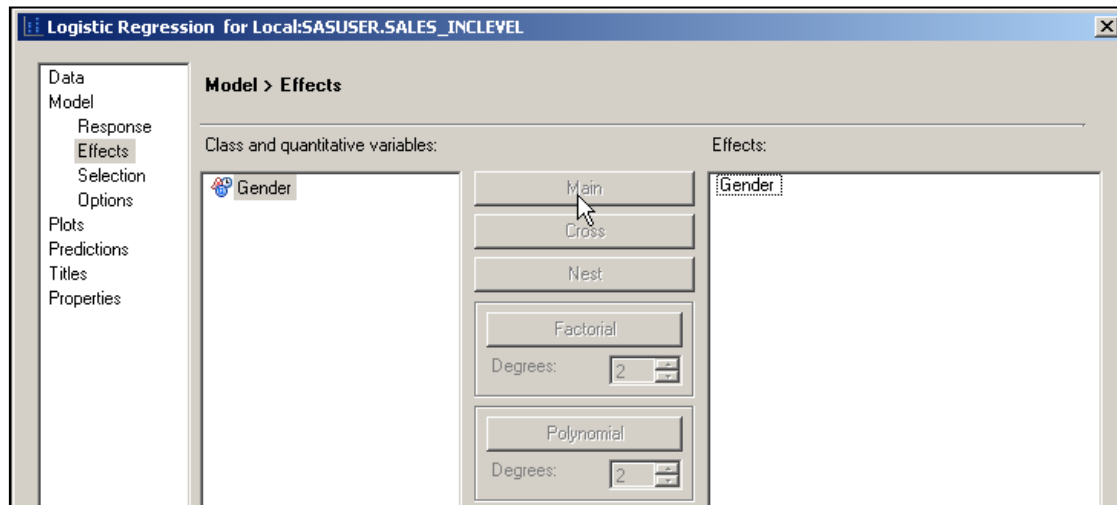 Logistic Regression for Local:SASUSER.SALES_INCLEVEL
Data
Model
Response
Effects
Selection
Options
Plots
Predictions
Titles
Properties
Model > Effects
Class and quantitative variables:
Gender
Main
Cross
Nest
Factorial
Degrees: 2
Polynomial
Degrees: 2
Effects:
Gender